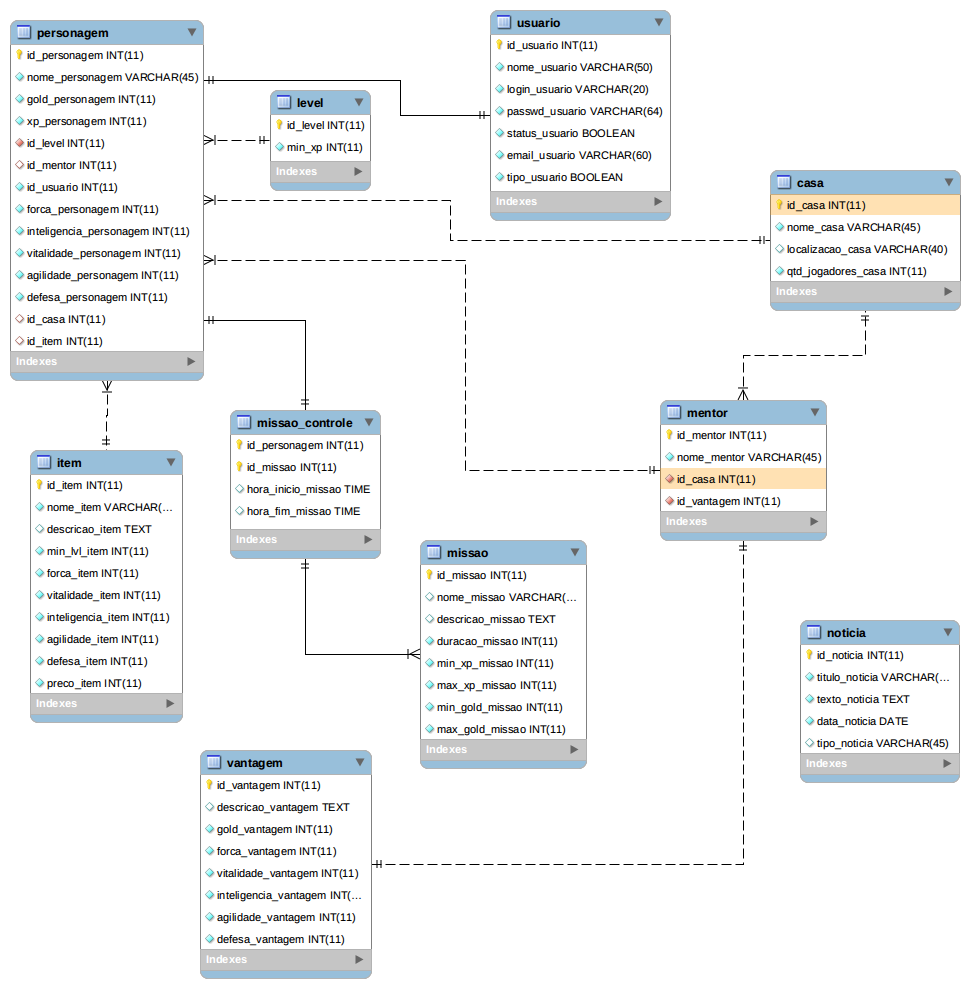 personagem
id_personagem INT(11)
nome_personagem VARCHAR(45)
gold_personagem INT(11)
xp_personagem INT(11)
id_level INT(11)
id_mentor INT(11)
id_usuario INT(11)
forca_personagem INT(11)
inteligencia_personagem INT(11)
vitalidade_personagem INT(11)
agilidade_personagem INT(11)
defesa_personagem INT(11)
id_casa INT(11)
id_item INT(11)
Indexes
usuario
id_usuario INT(11)
nome_usuario VARCHAR(50)
login_usuario VARCHAR(20)
passwd_usuario VARCHAR(64)
status_usuario BOOLEAN
email_usuario VARCHAR(60)
tipo_usuario BOOLEAN
Indexes
level
id_level INT(11)
min_xp INT(11)
Indexes
casa
id_casa INT(11)
nome_casa VARCHAR(45)
localizacao_casa VARCHAR(40)
qtd_jogadores_casa INT(11)
Indexes
missao_controle
id_personagem INT(11)
id_missao INT(11)
hora_inicio_missao TIME
hora_fim_missao TIME
Indexes
mentor
id_mentor INT(11)
nome_mentor VARCHAR(45)
id_casa INT(11)
id_vantagem INT(11)
Indexes
item
id_item INT(11)
nome_item VARCHAR(...
descricao_item TEXT
min_lvl_item INT(11)
forca_item INT(11)
vitalidade_item INT(11)
inteligencia_item INT(11)
agilidade_item INT(11)
defesa_item INT(11)
preco_item INT(11)
Indexes
missao
id_missao INT(11)
nome_missao VARCHAR(...
descricao_missao TEXT
duracao_missao INT(11)
min_xp_missao INT(11)
max_xp_missao INT(11)
min_gold_missao INT(11)
max_gold_missao INT(11)
Indexes
noticia
id_noticia INT(11)
titulo_noticia VARCHAR(...
texto_noticia TEXT
data_noticia DATE
tipo_noticia VARCHAR(45)
Indexes
vantagem
id_vantagem INT(11)
descricao_vantagem TEXT
gold_vantagem INT(11)
forca_vantagem INT(11)
vitalidade_vantagem INT(11)
inteligencia_vantagem INT(...
agilidade_vantagem INT(11)
defesa_vantagem INT(11)
Indexes